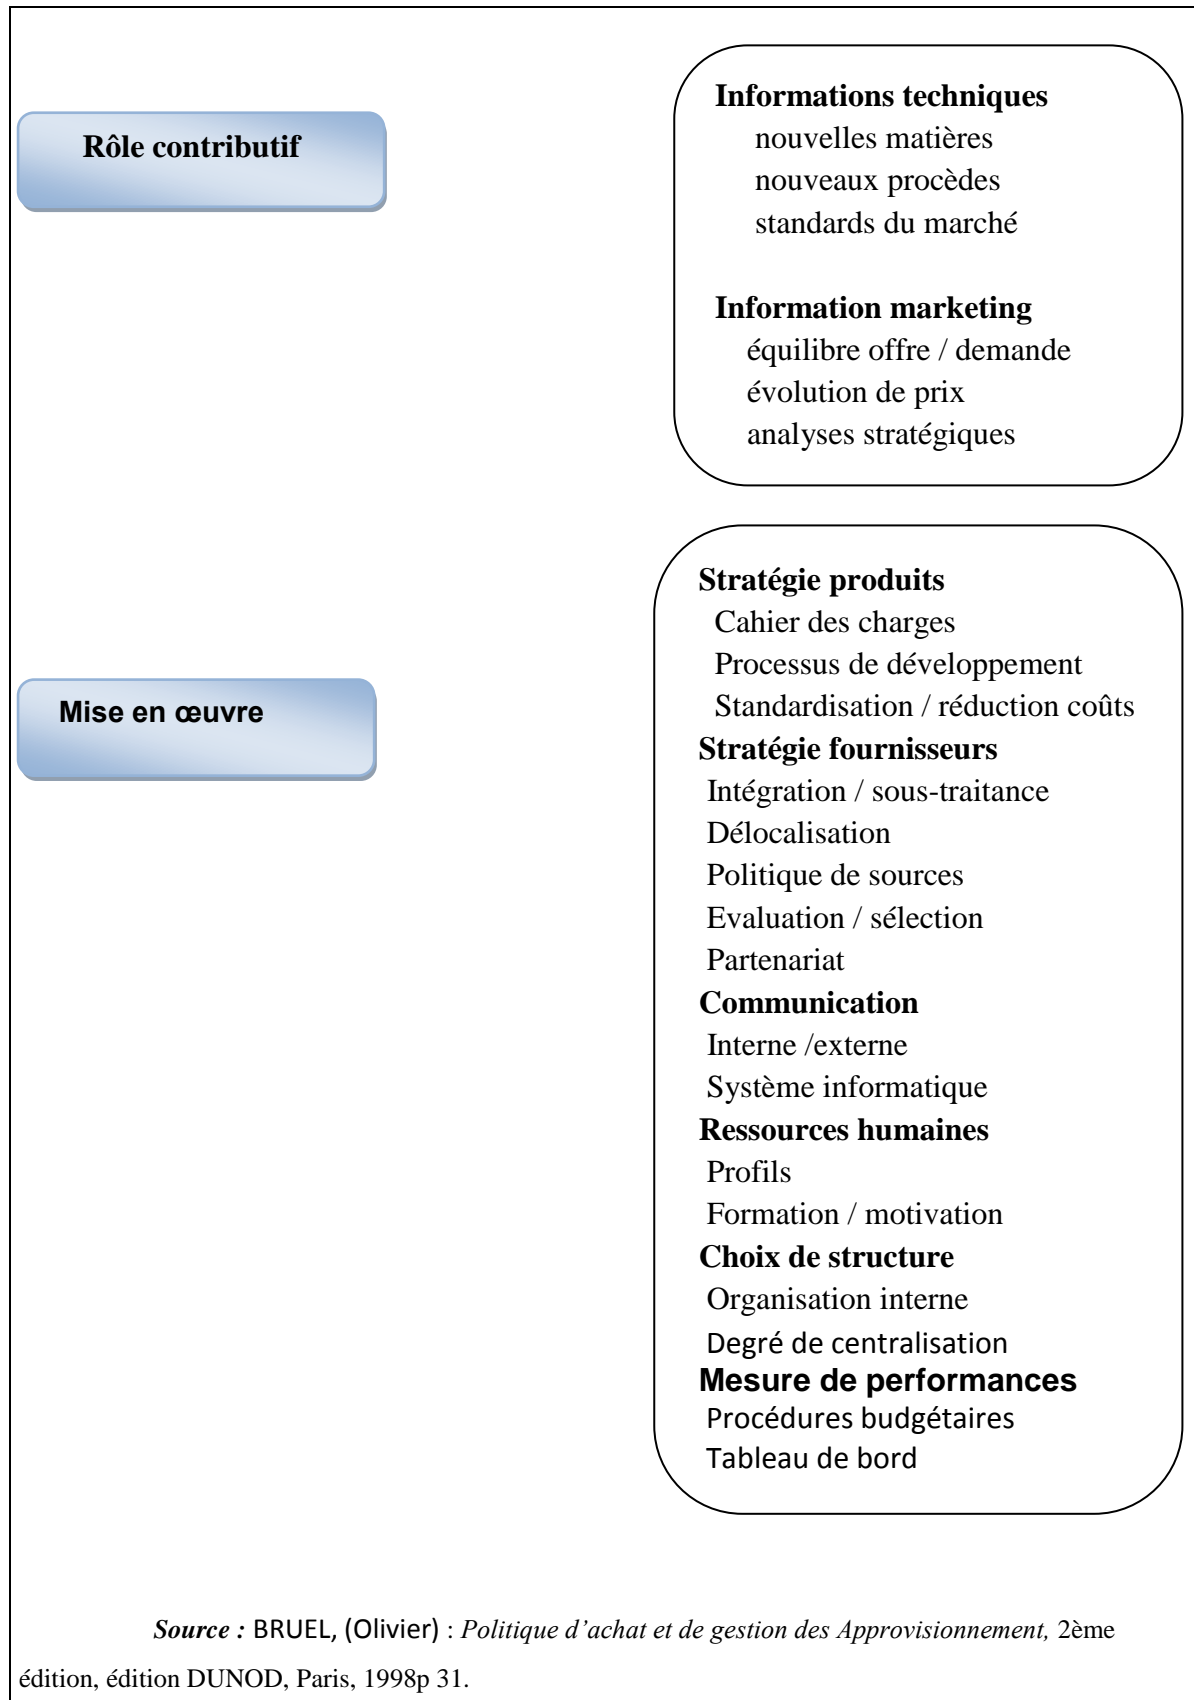 Rôle contributif
Informations techniques
nouvelles matières
nouveaux procèdes
standards du marché
Information marketing
équilibre offre / demande
évolution de prix
analyses stratégiques
Mise en œuvre
Stratégie produits
Cahier des charges
Processus de développement
Standardisation / réduction coûts
Stratégie fournisseurs
Intégration / sous-traitance
Délocalisation
Politique de sources
Evaluation / sélection
Partenariat
Communication
Interne /externe
Système informatique
Ressources humaines
Profils
Formation / motivation
Choix de structure
Organisation interne
Degré de centralisation
Mesure de performances
Procédures budgétaires
Tableau de bord
Source : BRUEL, (Olivier) : Politique d’achat et de gestion des Approvisionnement, 2ème
édition, édition DUNOD, Paris, 1998p 31.